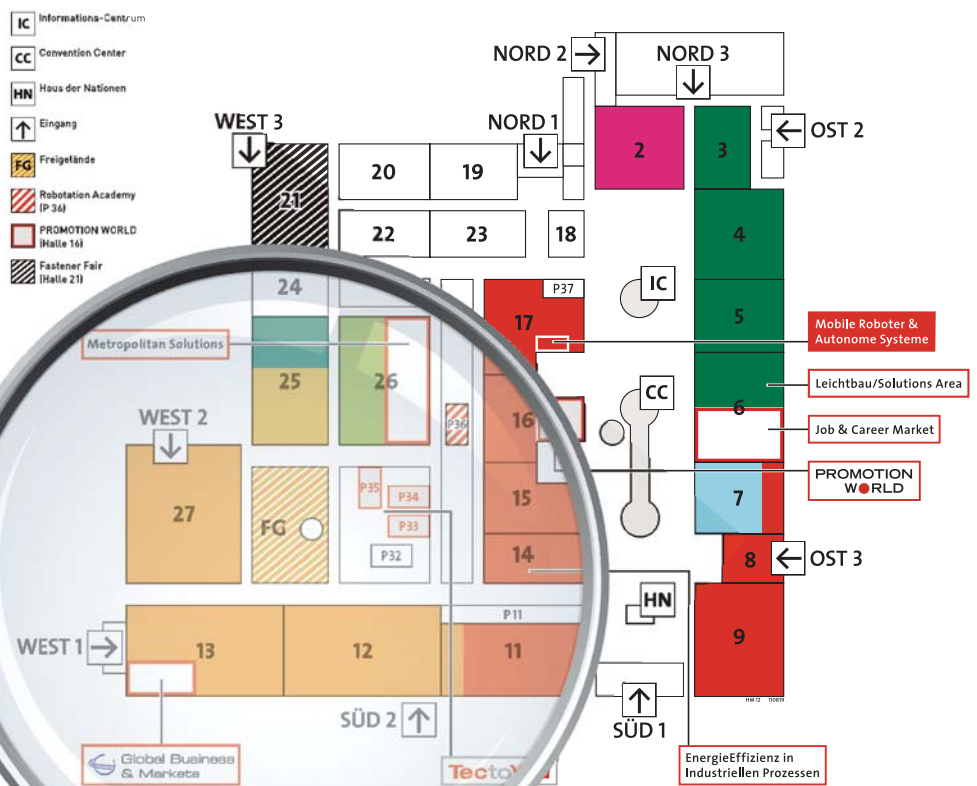 IC Informations-Centrum
CC Convention Center
HN Haus der Nationen
Eingang
FG Freigelände
Robotation Academy
(P 36)
PROMOTION WORLD
(Halle 16)
Fastener Fair
(Halle 21)
NORD 2
NORD 3
WEST 3
NORD 1
OST 2
2
3
20
19
21
22
23
18
4
24
P37
IC
5
17
Mobile Roboter &
Autonome Systeme
Metropolitan Solutions
25
26
CC
Leichtbau/Solutions Area
6
WEST 2
P36
16
Job & Career Market
PROMOTION
WORLD
27
P35
P34
P33
P32
FG
15
7
14
8
OST 3
HN
P11
WEST 1
13
12
11
9
HM 12 110819
SÜD 2
SÜD 1
Global Business
& Markets
EnergieEffizienz in
Industriellen Prozessen